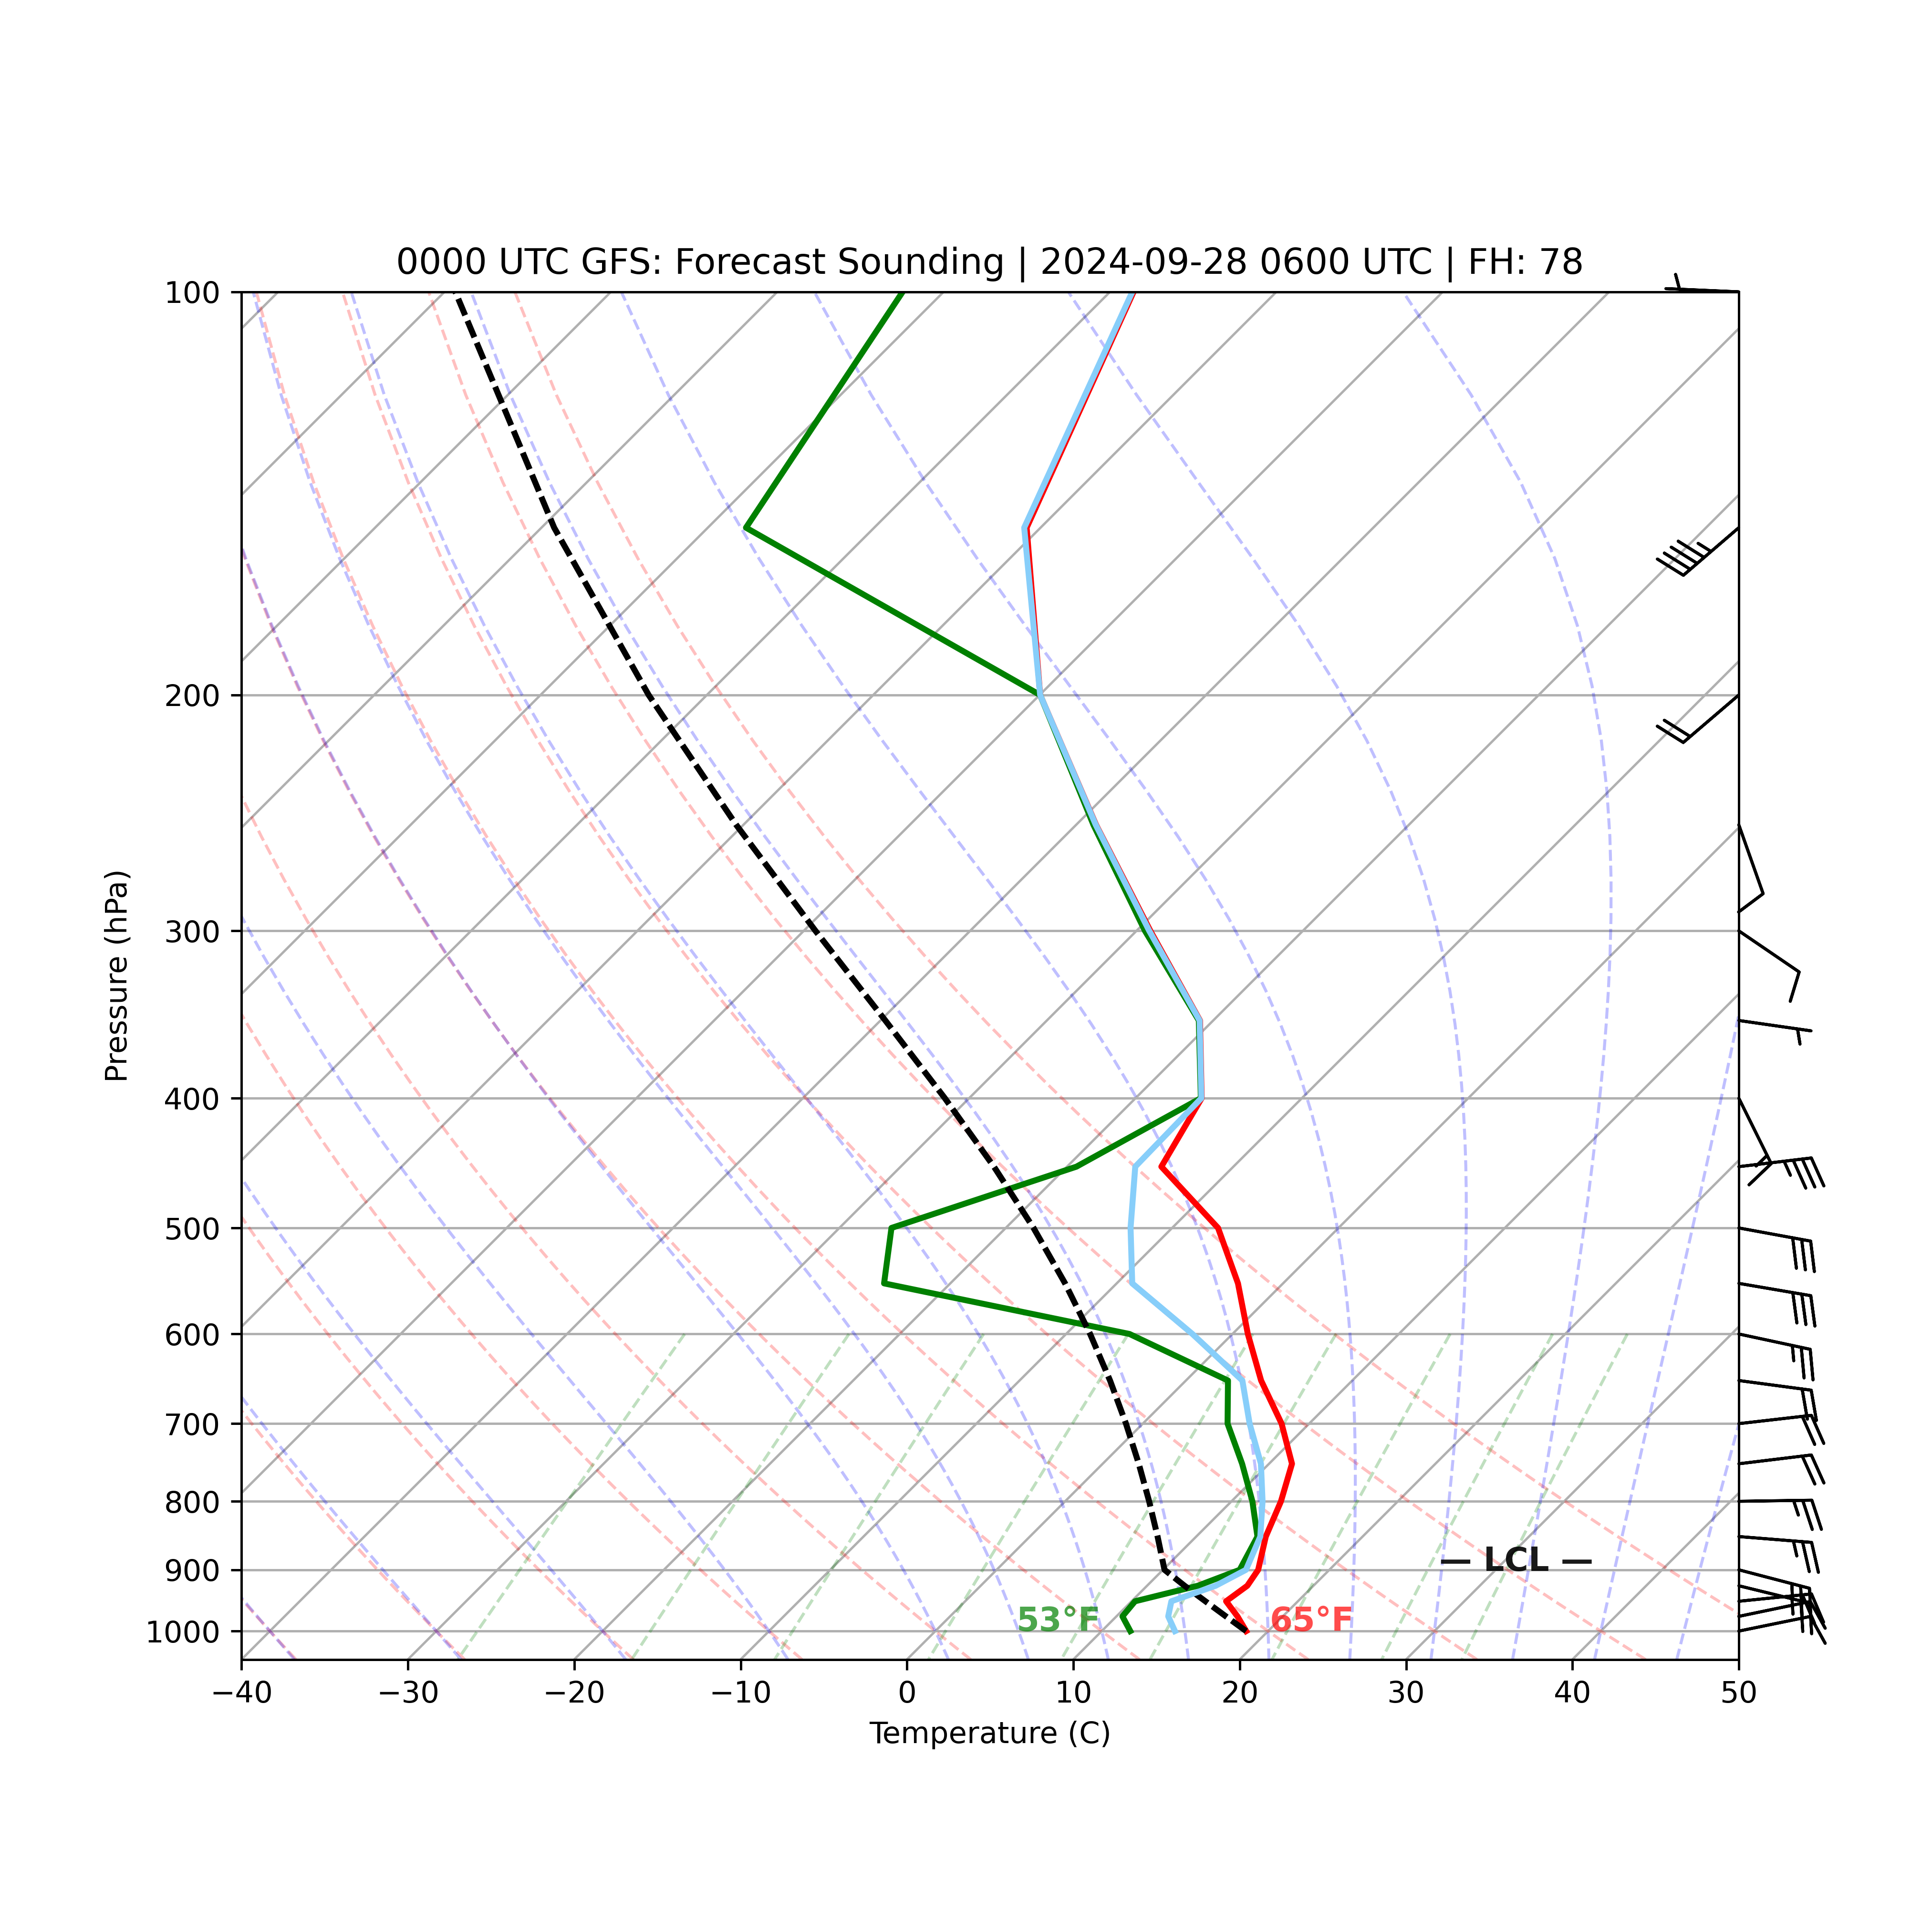 0000 UTC GFS: Forecast Sounding | 2024-09-28 0600 UTC | FH: 78
100
200
300
400
500
600
700
800
900
1000
Pressure (hPa)
— LCL —
53°F
65°F
−40 −30 −20 −10 0 10 20 30 40 50
Temperature (C)